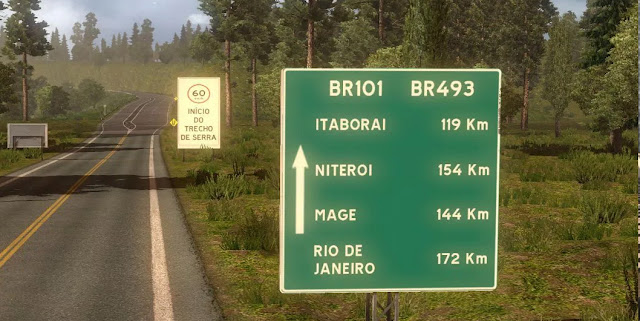 60
INÍCIO
DO
TRECHO
DE SERRA
BR101 BR493
ITABORAI 119 Km
NITEROI 154 Km
MAGE 144 Km
RIO DE
JANEIRO 172 Km